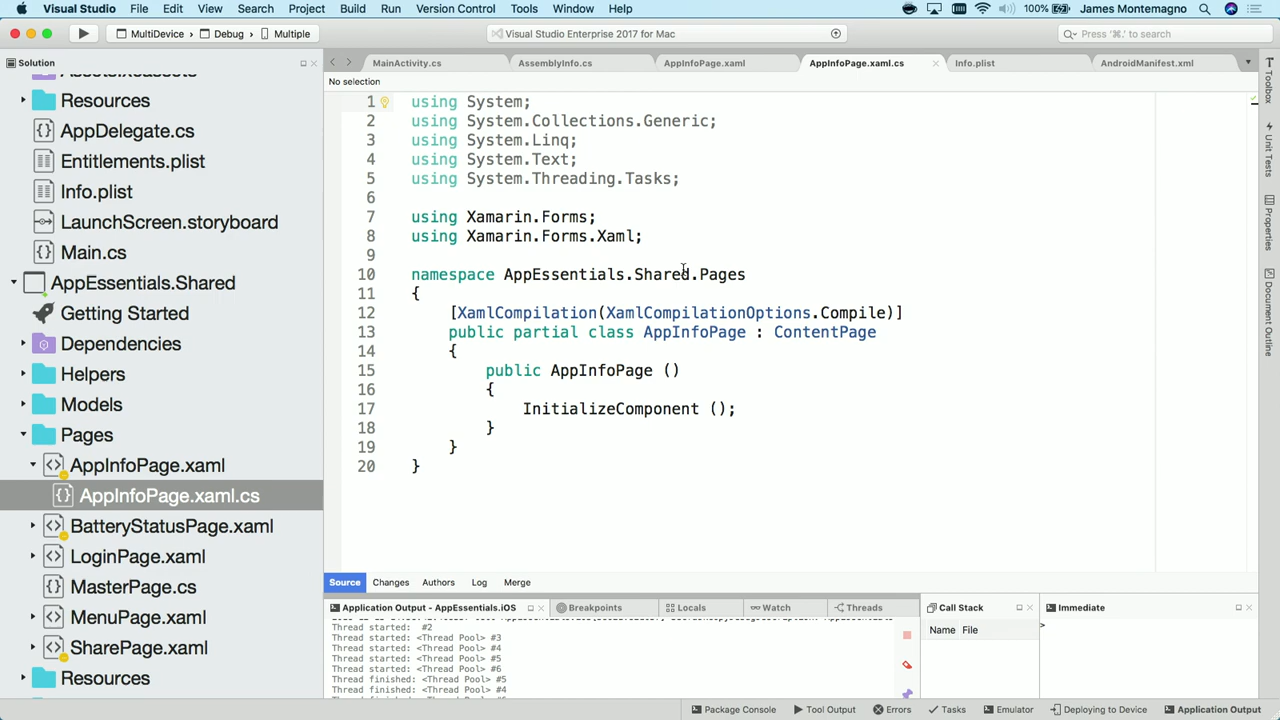 Visual Studio File Edit View Search Project Build Run Version Control Tools Window Help 100% James Montemagno
MultiDevice › Debug › Multiple Visual Studio Enterprise 2017 for Mac Press ‘⌘.’ to search
Solution
MainActivity.cs AssemblyInfo.cs AppInfoPage.xaml AppInfoPage.xaml.cs Info.plist AndroidManifest.xml
No selection
Resources
AppDelegate.cs
Entitlements.plist
Info.plist
LaunchScreen.storyboard
Main.cs
AppEssentials.Shared
Getting Started
Dependencies
Helpers
Models
Pages
AppInfoPage.xaml
AppInfoPage.xaml.cs
BatteryStatusPage.xaml
LoginPage.xaml
MasterPage.cs
MenuPage.xaml
SharePage.xaml
Resources
1 using System;
2 using System.Collections.Generic;
3 using System.Linq;
4 using System.Text;
5 using System.Threading.Tasks;
6
7 using Xamarin.Forms;
8 using Xamarin.Forms.Xaml;
9
10 namespace AppEssentials.Shared.Pages
11 {
12 [XamlCompilation(XamlCompilationOptions.Compile)]
13 public partial class AppInfoPage : ContentPage
14 {
15 public AppInfoPage ()
16 {
17 InitializeComponent ();
18 }
19 }
20 }
Toolbox
Unit Tests
Properties
Document Outline
Source Changes Authors Log Merge
Application Output - AppEssentials.iOS Breakpoints Locals Watch Threads
Thread started: #2
Thread started: <Thread Pool> #3
Thread started: <Thread Pool> #4
Thread started: <Thread Pool> #5
Thread started: <Thread Pool> #6
Thread finished: <Thread Pool> #5
Thread finished: <Thread Pool> #4
Call Stack
Name File
Immediate
>
Package Console Tool Output Errors Tasks Emulator Deploying to Device Application Output